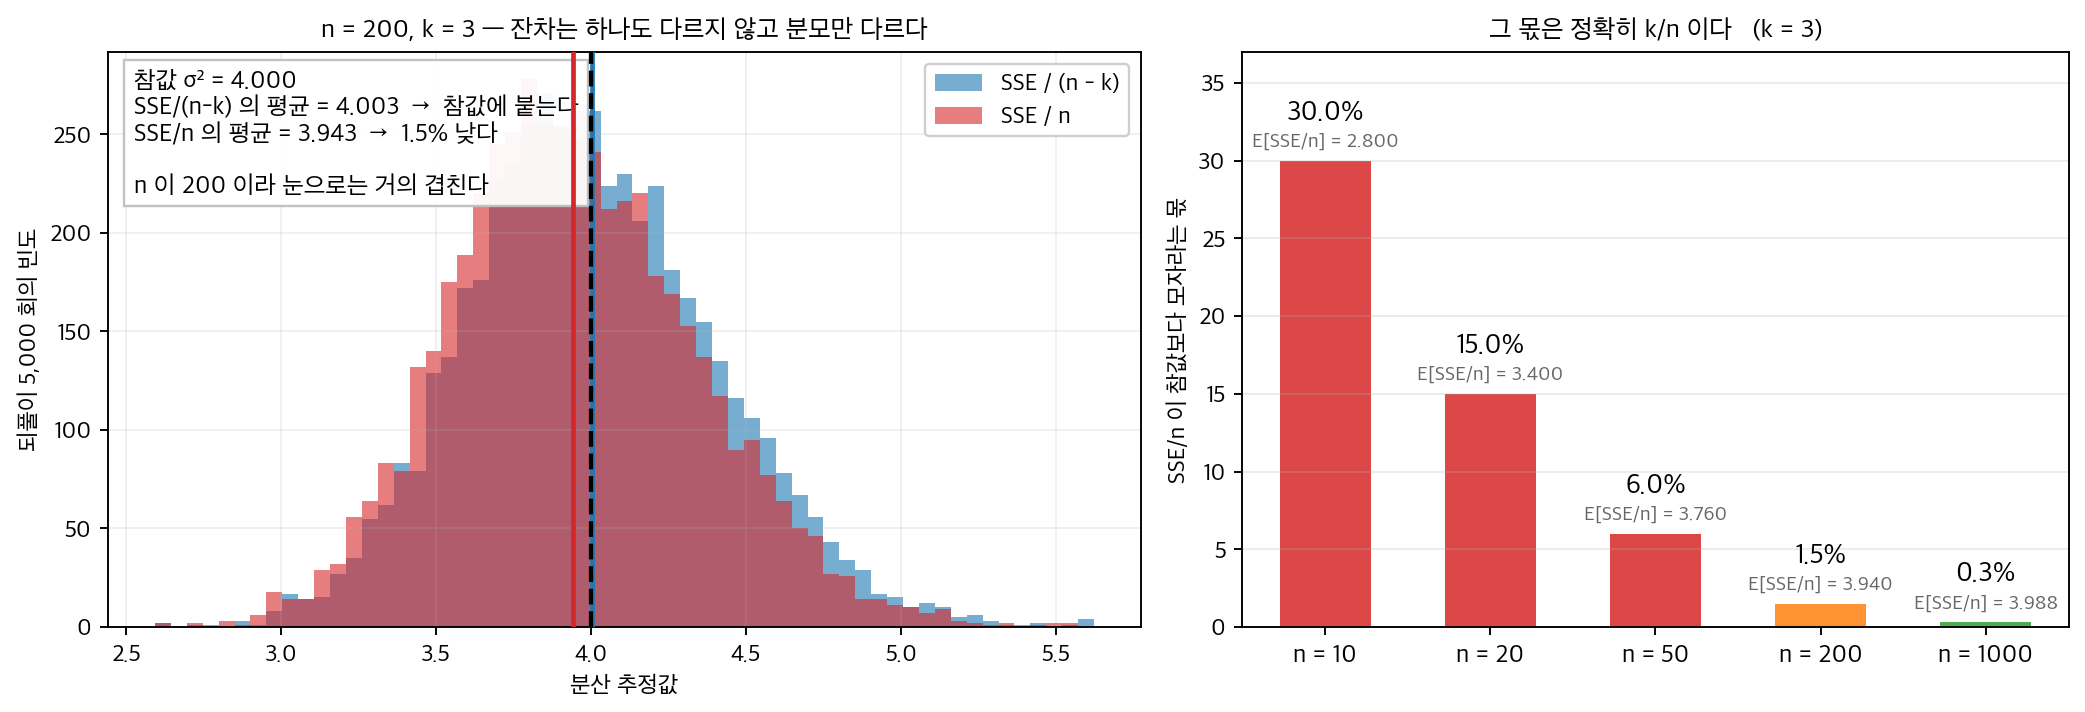 n = 200, k = 3 — 잔차는 하나도 다르지 않고 분모만 다르다
참값 σ² = 4.000
SSE/(n−k) 의 평균 = 4.003 → 참값에 붙는다
SSE/n 의 평균 = 3.943 → 1.5% 낮다
n 이 200 이라 눈으로는 거의 겹친다
SSE / (n − k)
SSE / n
되풀이 5,000 회의 빈도
250
200
150
100
50
0
2.5 3.0 3.5 4.0 4.5 5.0 5.5
분산 추정값
그 몫은 정확히 k/n 이다 (k = 3)
SSE/n 이 참값보다 모자라는 몫
35
30
25
20
15
10
5
0
30.0%
E[SSE/n] = 2.800
15.0%
E[SSE/n] = 3.400
6.0%
E[SSE/n] = 3.760
1.5%
E[SSE/n] = 3.940
0.3%
E[SSE/n] = 3.988
n = 10 n = 20 n = 50 n = 200 n = 1000